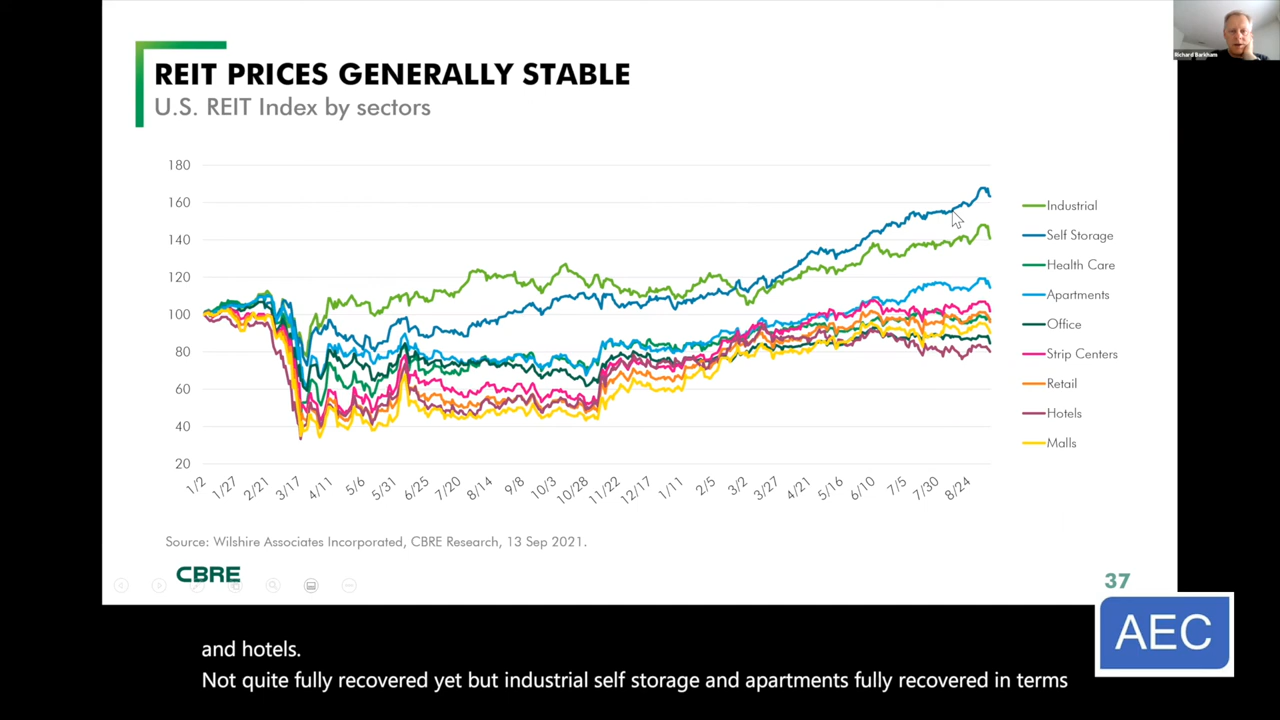 Richard Barkham
REIT PRICES GENERALLY STABLE
U.S. REIT Index by sectors
180
160
140
120
100
80
60
40
20
1/2
1/27
2/21
3/17
4/11
5/6
5/31
6/25
7/20
8/14
9/8
10/3
10/28
11/22
12/17
1/11
2/5
3/2
3/27
4/21
5/16
6/10
7/5
7/30
8/24
Industrial
Self Storage
Health Care
Apartments
Office
Strip Centers
Retail
Hotels
Malls
Source: Wilshire Associates Incorporated, CBRE Research, 13 Sep 2021.
CBRE
37
AEC
and hotels.
Not quite fully recovered yet but industrial self storage and apartments fully recovered in terms